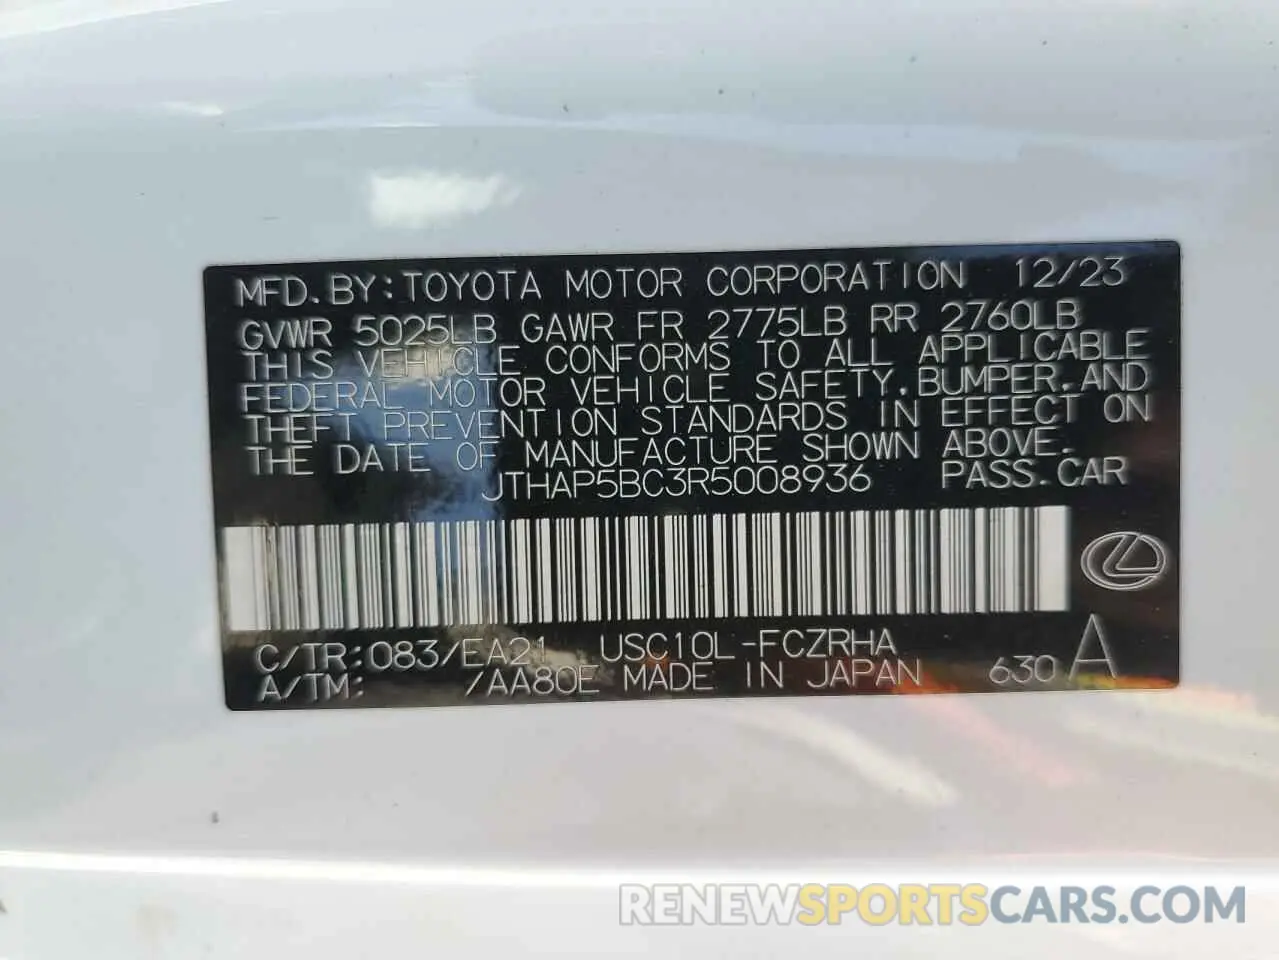 MFD. BY: TOYOTA MOTOR CORPORATION 12/23
GVWR 5025LB GAWR FR 2775LB RR 2760LB
THIS VEHICLE CONFORMS TO ALL APPLICABLE
FEDERAL MOTOR VEHICLE SAFETY, BUMPER, AND
THEFT PREVENTION STANDARDS IN EFFECT ON
THE DATE OF MANUFACTURE SHOWN ABOVE.
JTHAP5BC3R5008936 PASS. CAR
C/TR: 083/EA21 USC10L-FCZRHA
A/TM: /AA80E MADE IN JAPAN 630 A
RENEWSPORTSCARS.COM